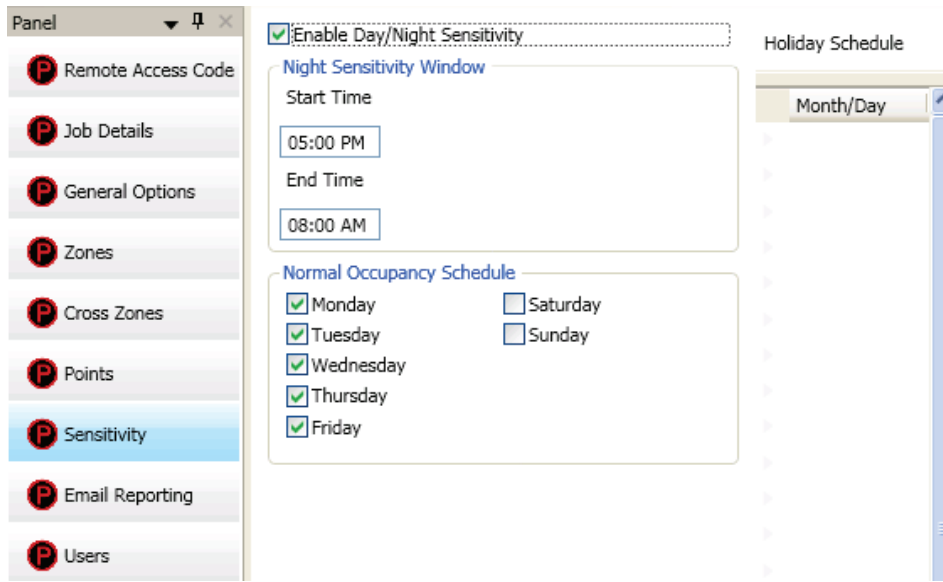 Panel
Remote Access Code
Job Details
General Options
Zones
Cross Zones
Points
Sensitivity
Email Reporting
Users
Enable Day/Night Sensitivity
Night Sensitivity Window
Start Time
05:00 PM
End Time
08:00 AM
Normal Occupancy Schedule
Monday
Saturday
Tuesday
Sunday
Wednesday
Thursday
Friday
Holiday Schedule
Month/Day